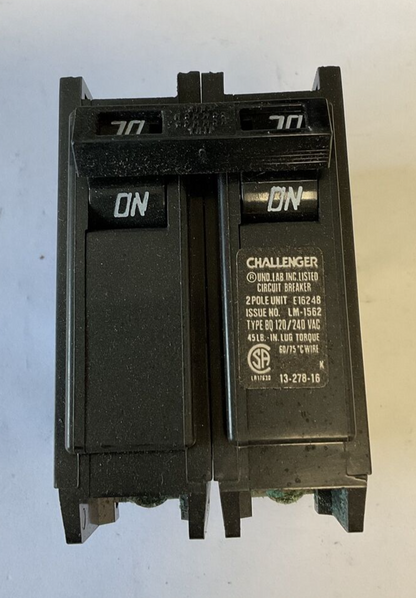 70 70
ON ON
CHALLENGER
® UND. LAB INC. LISTED
CIRCUIT BREAKER
2 POLE UNIT E16248
ISSUE NO. LM-1562
TYPE BQ 120/240 VAC
45 LB.-IN. LUG TORQUE
60/75 °C WIRE
K
13-278-16